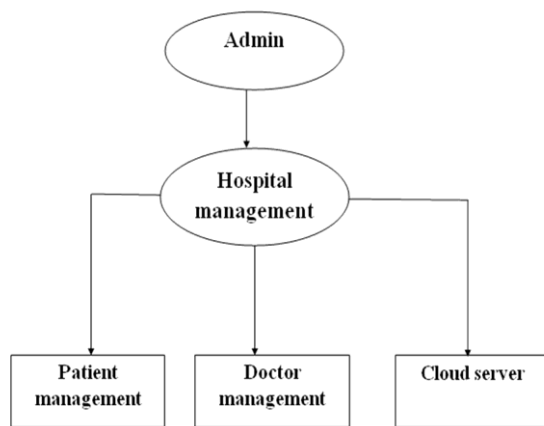 Admin
Hospital
management
Patient
management
Doctor
management
Cloud server